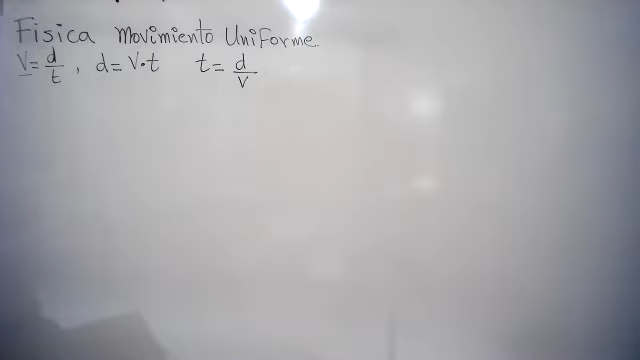 Fisica Movimiento Uniforme.
V = d/t , d = V·t t = d/V